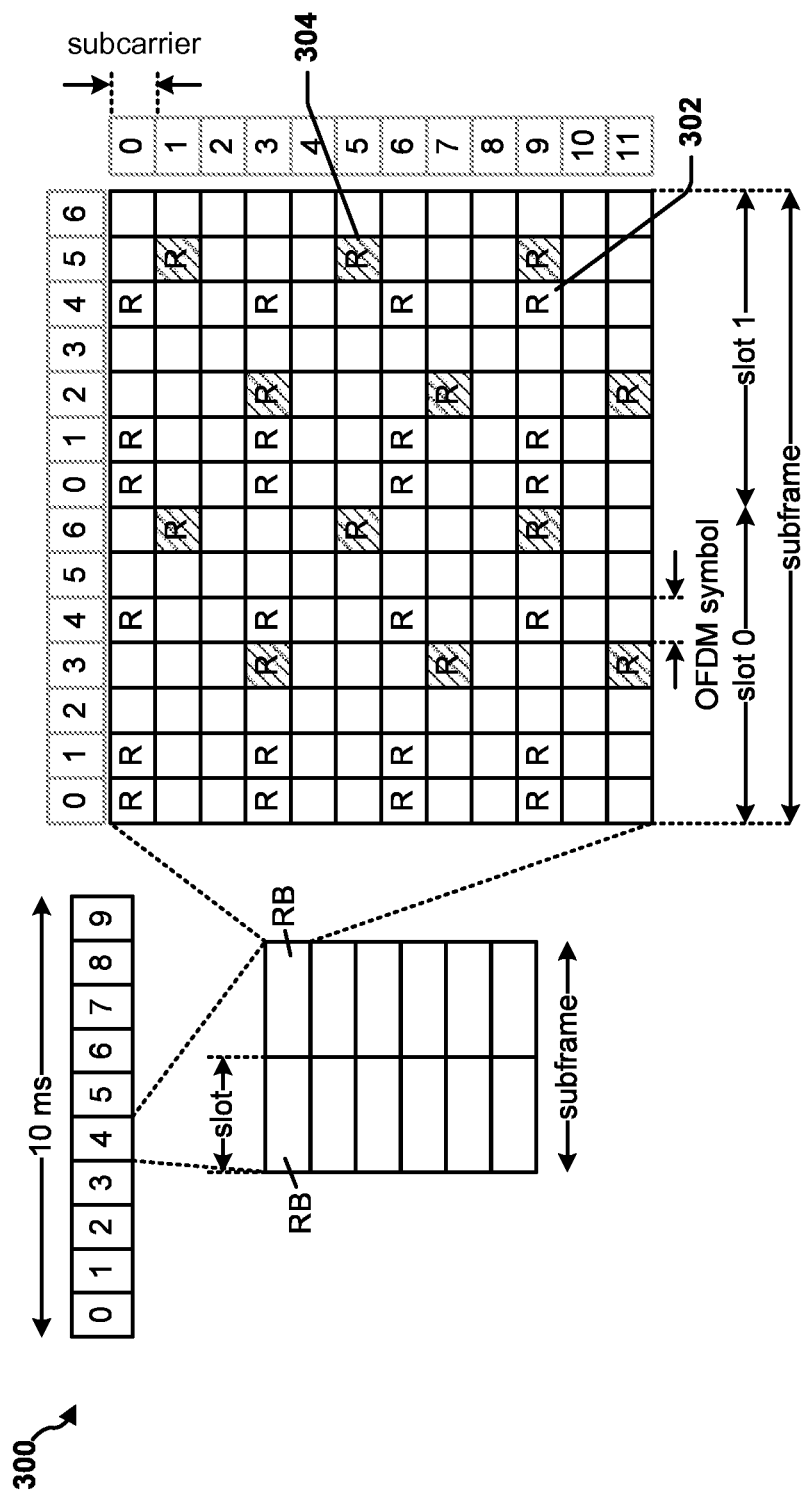 300
10 ms
0 1 2 3 4 5 6 7 8 9
slot
RB
RB
subframe
subcarrier
0 1 2 3 4 5 6 0 1 2 3 4 5 6
R R R R R R 0
R R 1
2
R R R R R R R R 3
4
R R 5
304
R R R R R R 6
R R 7
8
R R R R R R R R 9
10
R R 11
302
OFDM symbol
slot 0
slot 1
subframe